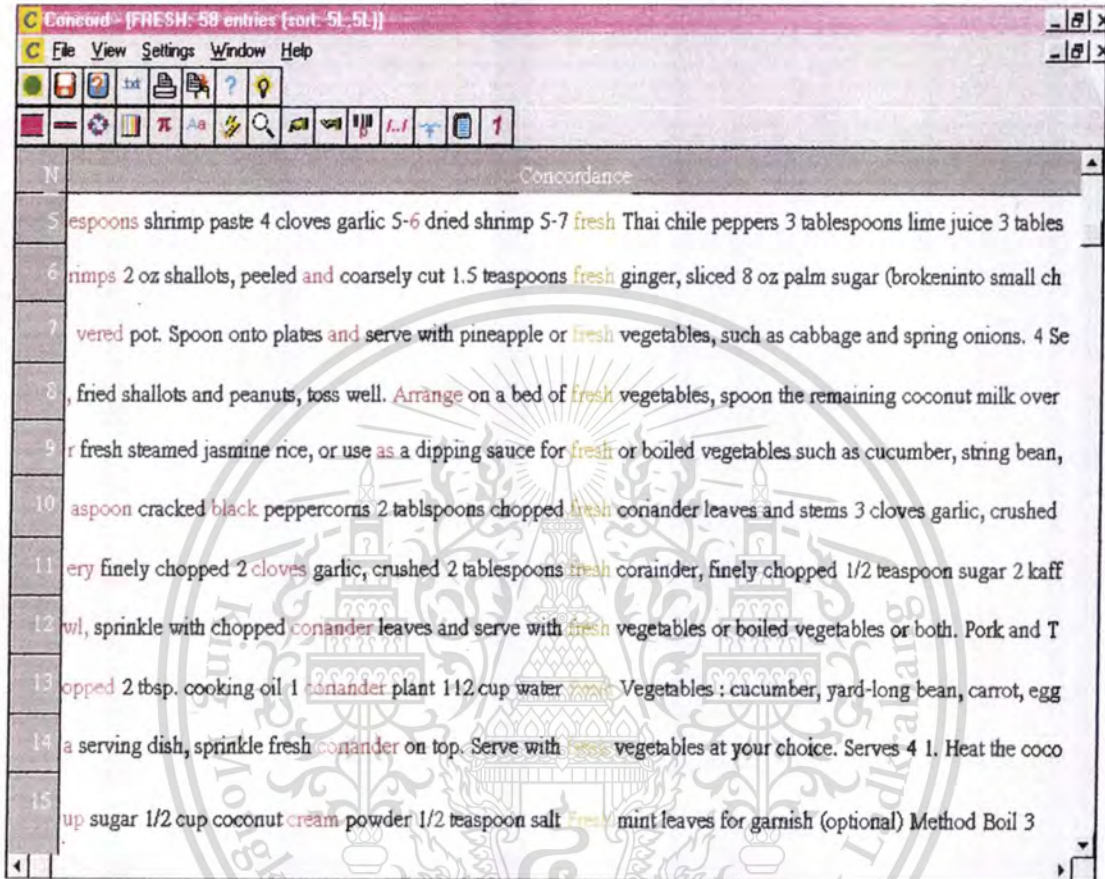 C Concord - [FRESH: 58 entries (sort: 5L,5L)]
C File View Settings Window Help
.txt ?
π Aa
N Concordance
5 espoons shrimp paste 4 cloves garlic 5-6 dried shrimp 5-7 fresh Thai chile peppers 3 tablespoons lime juice 3 tables
6 rimps 2 oz shallots, peeled and coarsely cut 1.5 teaspoons fresh ginger, sliced 8 oz palm sugar (brokeninto small ch
7 vered pot. Spoon onto plates and serve with pineapple or fresh vegetables, such as cabbage and spring onions. 4 Se
8 , fried shallots and peanuts, toss well. Arrange on a bed of fresh vegetables, spoon the remaining coconut milk over
9 r fresh steamed jasmine rice, or use as a dipping sauce for fresh or boiled vegetables such as cucumber, string bean,
10 aspoon cracked black peppercorns 2 tablspoons chopped fresh coriander leaves and stems 3 cloves garlic, crushed
11 ery finely chopped 2 cloves garlic, crushed 2 tablespoons fresh corainder, finely chopped 1/2 teaspoon sugar 2 kaff
12 wl, sprinkle with chopped coriander leaves and serve with fresh vegetables or boiled vegetables or both. Pork and T
13 opped 2 tbsp. cooking oil 1 coriander plant 112 cup water Vegetables : cucumber, yard-long bean, carrot, egg
14 a serving dish, sprinkle fresh coriander on top. Serve with fresh vegetables at your choice. Serves 4 1. Heat the coco
15 up sugar 1/2 cup coconut cream powder 1/2 teaspoon salt Fresh mint leaves for garnish (optional) Method Boil 3